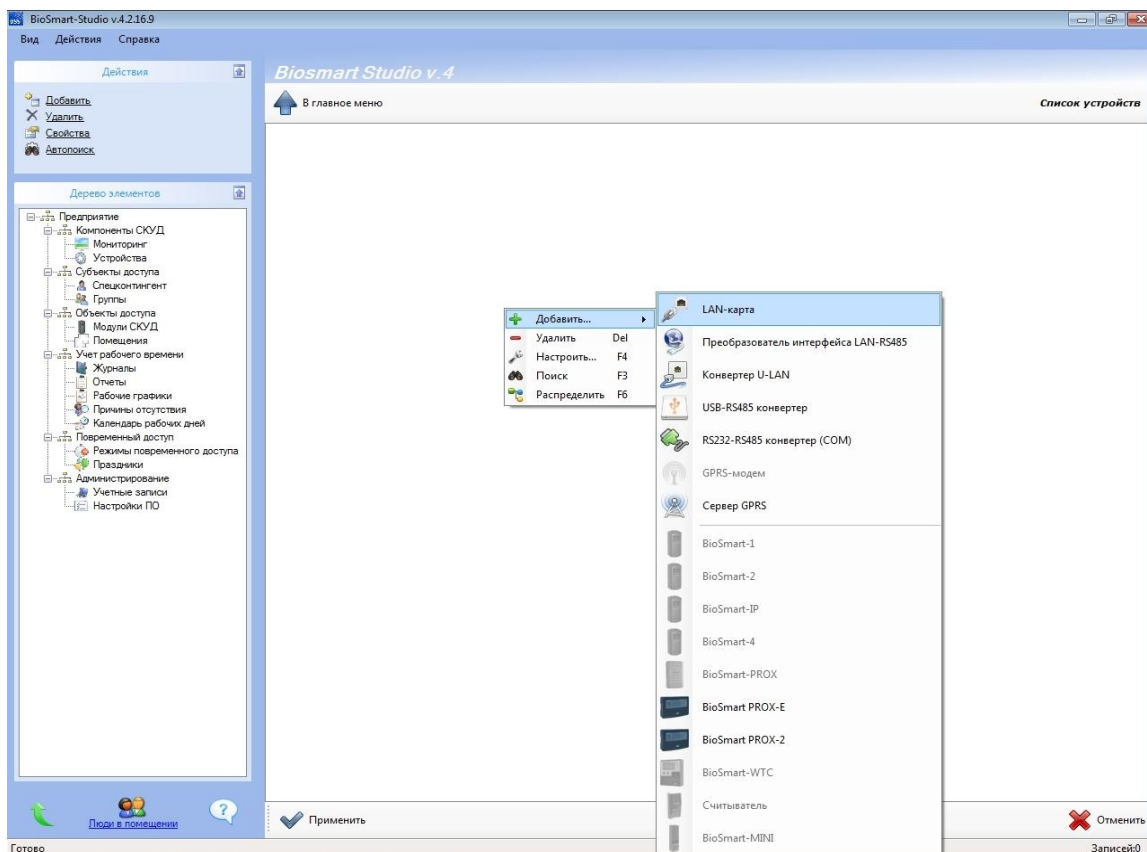 BioSmart-Studio v.4.2.16.9
Вид Действия Справка
Действия
Добавить
Удалить
Свойства
Автопоиск
Дерево элементов
Предприятие
Компоненты СКУД
Мониторинг
Устройства
Субъекты доступа
Спецконтингент
Группы
Объекты доступа
Модули СКУД
Помещения
Учет рабочего времени
Журналы
Отчеты
Рабочие графики
Причины отсутствия
Календарь рабочих дней
Повременный доступ
Режимы повременного доступа
Праздники
Администрирование
Учетные записи
Настройки ПО
Люди в помещении
Biosmart Studio v.4
В главное меню
Список устройств
Добавить...
Удалить Del
Настроить... F4
Поиск F3
Распределить F6
LAN-карта
Преобразователь интерфейса LAN-RS485
Конвертер U-LAN
USB-RS485 конвертер
RS232-RS485 конвертер (COM)
GPRS-модем
Сервер GPRS
BioSmart-1
BioSmart-2
BioSmart-IP
BioSmart-4
BioSmart-PROX
BioSmart PROX-E
BioSmart PROX-2
BioSmart-WTC
Считыватель
BioSmart-MINI
Применить
Отменить
Готово
Записей:0